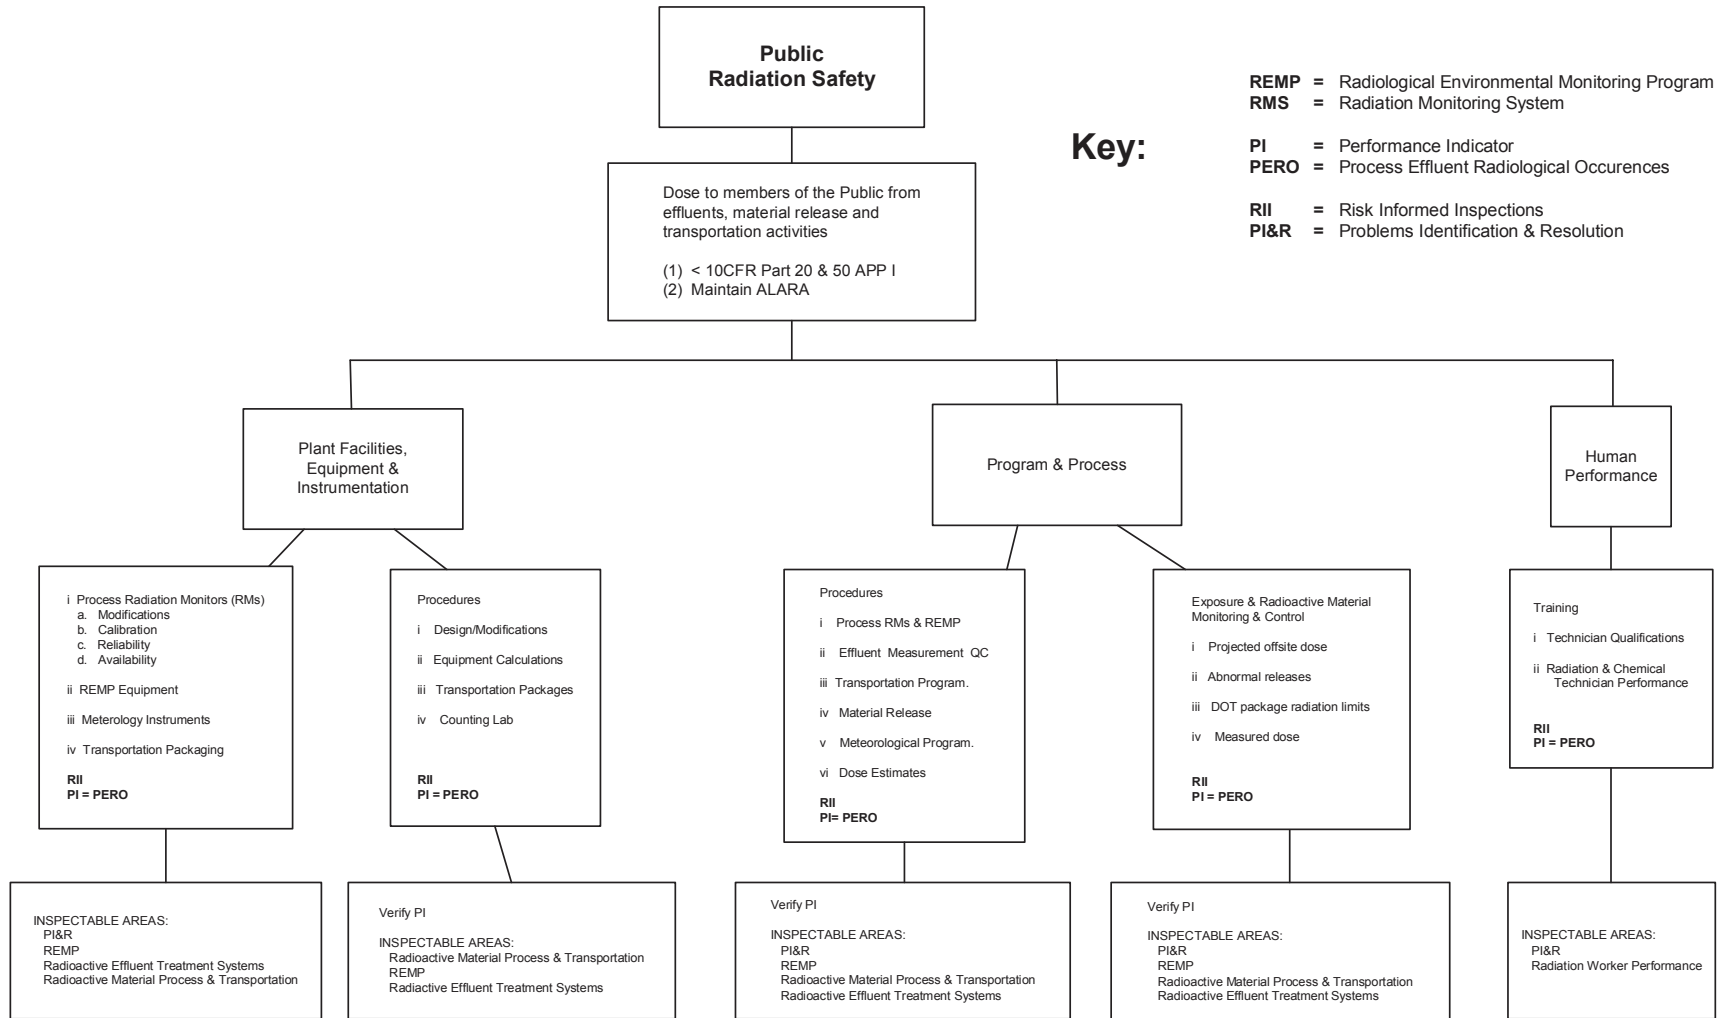 Public
Radiation Safety
Key:
REMP = Radiological Environmental Monitoring Program
RMS = Radiation Monitoring System
PI = Performance Indicator
PERO = Process Effluent Radiological Occurences
RII = Risk Informed Inspections
PI&R = Problems Identification & Resolution
Dose to members of the Public from
effluents, material release and
transportation activities
(1) < 10CFR Part 20 & 50 APP I
(2) Maintain ALARA
Plant Facilities,
Equipment &
Instrumentation
Program & Process
Human
Performance
i Process Radiation Monitors (RMs)
a. Modifications
b. Calibration
c. Reliability
d. Availability
ii REMP Equipment
iii Meterology Instruments
iv Transportation Packaging
RII
PI = PERO
Procedures
i Design/Modifications
ii Equipment Calculations
iii Transportation Packages
iv Counting Lab
RII
PI = PERO
Procedures
i Process RMs & REMP
ii Effluent Measurement QC
iii Transportation Program.
iv Material Release
v Meteorological Program.
vi Dose Estimates
RII
PI= PERO
Exposure & Radioactive Material
Monitoring & Control
i Projected offsite dose
ii Abnormal releases
iii DOT package radiation limits
iv Measured dose
RII
PI = PERO
Training
i Technician Qualifications
ii Radiation & Chemical
Technician Performance
RII
PI = PERO
INSPECTABLE AREAS:
PI&R
REMP
Radioactive Effluent Treatment Systems
Radioactive Material Process & Transportation
Verify PI
INSPECTABLE AREAS:
Radioactive Material Process & Transportation
REMP
Radiactive Effluent Treatment Systems
Verify PI
INSPECTABLE AREAS:
PI&R
REMP
Radioactive Material Process & Transportation
Radioactive Effluent Treatment Systems
Verify PI
INSPECTABLE AREAS:
PI&R
REMP
Radioactive Material Process & Transportation
Radioactive Effluent Treatment Systems
INSPECTABLE AREAS:
PI&R
Radiation Worker Performance